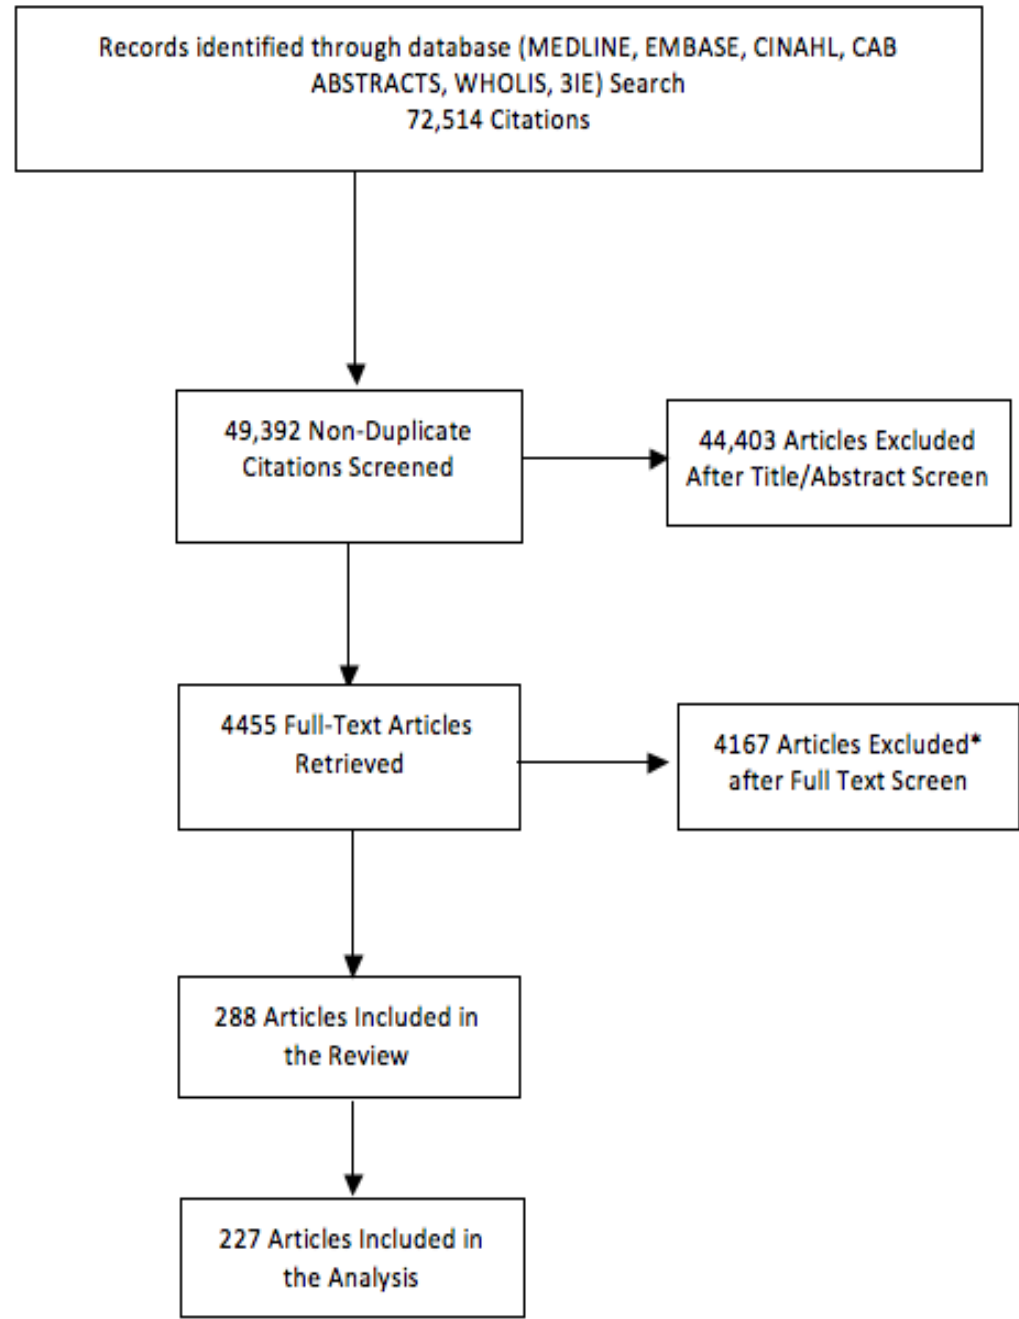 Records identified through database (MEDLINE, EMBASE, CINAHL, CAB
ABSTRACTS, WHOLIS, 3IE) Search
72,514 Citations
49,392 Non-Duplicate
Citations Screened
44,403 Articles Excluded
After Title/Abstract Screen
4455 Full-Text Articles
Retrieved
4167 Articles Excluded*
after Full Text Screen
288 Articles Included in
the Review
227 Articles Included in
the Analysis